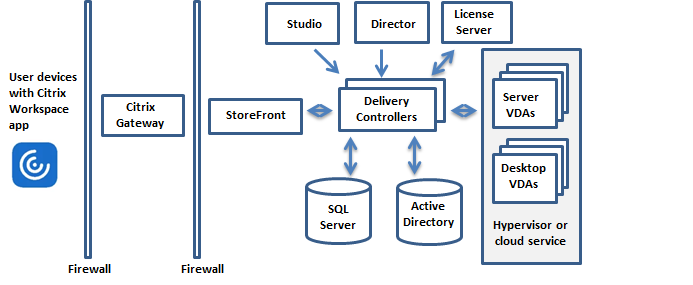 Studio
Director
License
Server
User devices
with Citrix
Workspace
app
Citrix
Gateway
StoreFront
Delivery
Controllers
Server
VDAs
Desktop
VDAs
SQL
Server
Active
Directory
Hypervisor or
cloud service
Firewall
Firewall